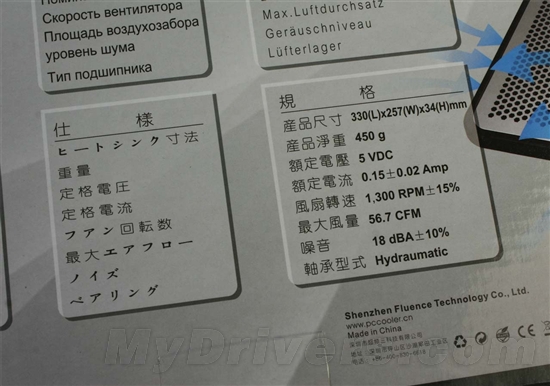 Скорость вентилятора
Площадь воздухозабора
уровень шума
Тип подшипника
Max.Luftdurchsatz
Geräuschniveau
Lüfterlager
仕 様
ヒートシンク寸法
重量
定格電圧
定格電流
ファン回転数
最大エアフロー
ノイズ
ベアリング
規 格
産品尺寸 330(L)x257(W)x34(H)mm
産品淨重 450 g
額定電壓 5 VDC
額定電流 0.15±0.02 Amp
風扇轉速 1,300 RPM±15%
最大風量 56.7 CFM
噪音 18 dBA±10%
軸承型式 Hydraumatic
Shenzhen Fluence Technology Co., Ltd.
www.pccooler.cn
Made in China